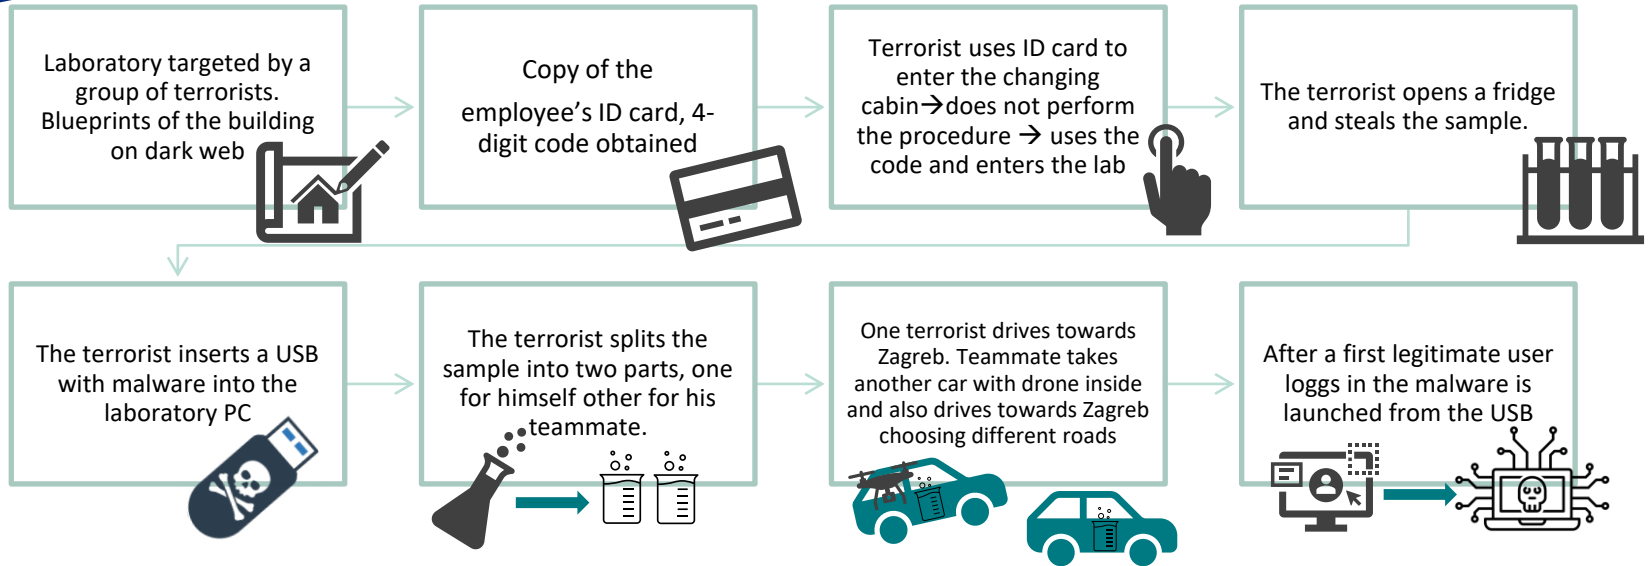 Laboratory targeted by a
group of terrorists.
Blueprints of the building
on dark web
Copy of the
employee's ID card, 4-
digit code obtained
Terrorist uses ID card to
enter the changing
cabin→does not perform
the procedure → uses the
code and enters the lab
The terrorist opens a fridge
and steals the sample.
The terrorist inserts a USB
with malware into the
laboratory PC
The terrorist splits the
sample into two parts, one
for himself other for his
teammate.
One terrorist drives towards
Zagreb. Teammate takes
another car with drone inside
and also drives towards Zagreb
choosing different roads
After a first legitimate user
loggs in the malware is
launched from the USB